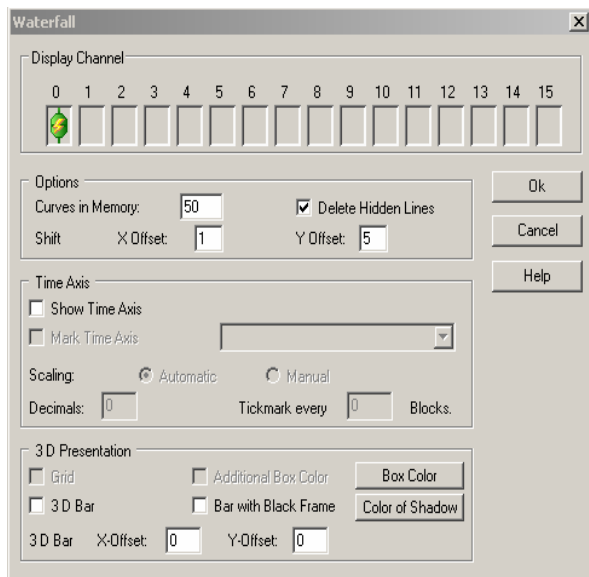 Waterfall
Display Channel
0 1 2 3 4 5 6 7 8 9 10 11 12 13 14 15
Options
Curves in Memory: 50 Delete Hidden Lines
Shift X Offset: 1 Y Offset: 5
Ok
Cancel
Help
Time Axis
Show Time Axis
Mark Time Axis
Scaling: Automatic Manual
Decimals: 0 Tickmark every 0 Blocks.
3D Presentation
Grid Additional Box Color Box Color
3D Bar Bar with Black Frame Color of Shadow
3D Bar X-Offset: 0 Y-Offset: 0